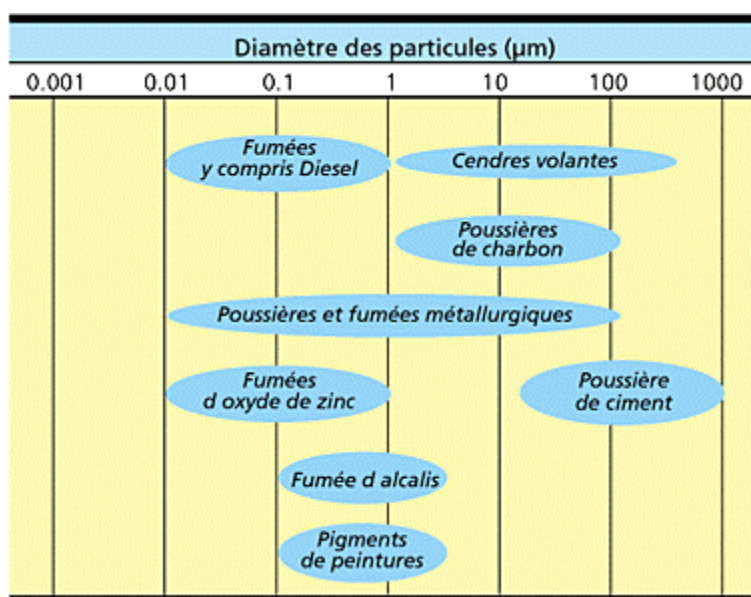 Diamètre des particules (µm)
0.001 0.01 0.1 1 10 100 1000
Fumées
y compris Diesel
Cendres volantes
Poussières
de charbon
Poussières et fumées métallurgiques
Fumées
d oxyde de zinc
Poussière
de ciment
Fumée d alcalis
Pigments
de peintures